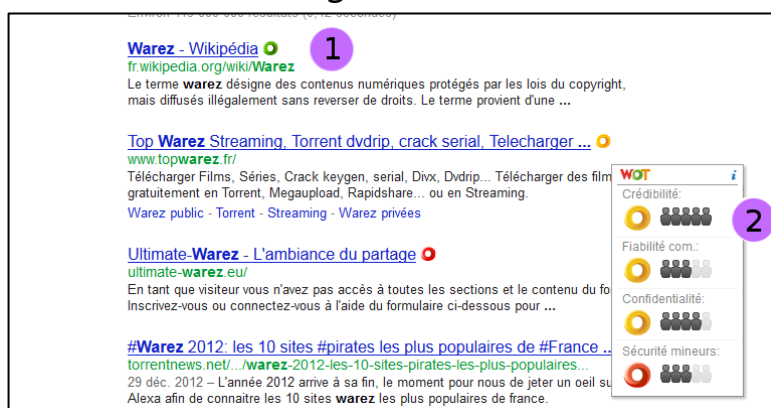 Environ 119 000 000 résultats (0,42 secondes)
Warez - Wikipédia
1
fr.wikipedia.org/wiki/Warez
Le terme warez désigne des contenus numériques protégés par les lois du copyright,
mais diffusés illégalement sans reverser de droits. Le terme provient d'une ...
Top Warez Streaming, Torrent dvdrip, crack serial, Telecharger ...
www.topwarez.fr/
Télécharger Films, Séries, Crack keygen, serial, Divx, Dvdrip... Télécharger des film
gratuitement en Torrent, Megaupload, Rapidshare... ou en Streaming.
Warez public - Torrent - Streaming - Warez privées
Ultimate-Warez - L'ambiance du partage
ultimate-warez.eu/
En tant que visiteur vous n'avez pas accès à toutes les sections et le contenu du fo
Inscrivez-vous ou connectez-vous à l'aide du formulaire ci-dessous pour ...
#Warez 2012: les 10 sites #pirates les plus populaires de #France ..
torrentnews.net/.../warez-2012-les-10-sites-pirates-les-plus-populaires...
29 déc. 2012 – L'année 2012 arrive à sa fin, le moment pour nous de jeter un oeil su
Alexa afin de connaitre les 10 sites warez les plus populaires de france.
WOT i
Crédibilité:
2
Fiabilité com.:
Confidentialité:
Sécurité mineurs: